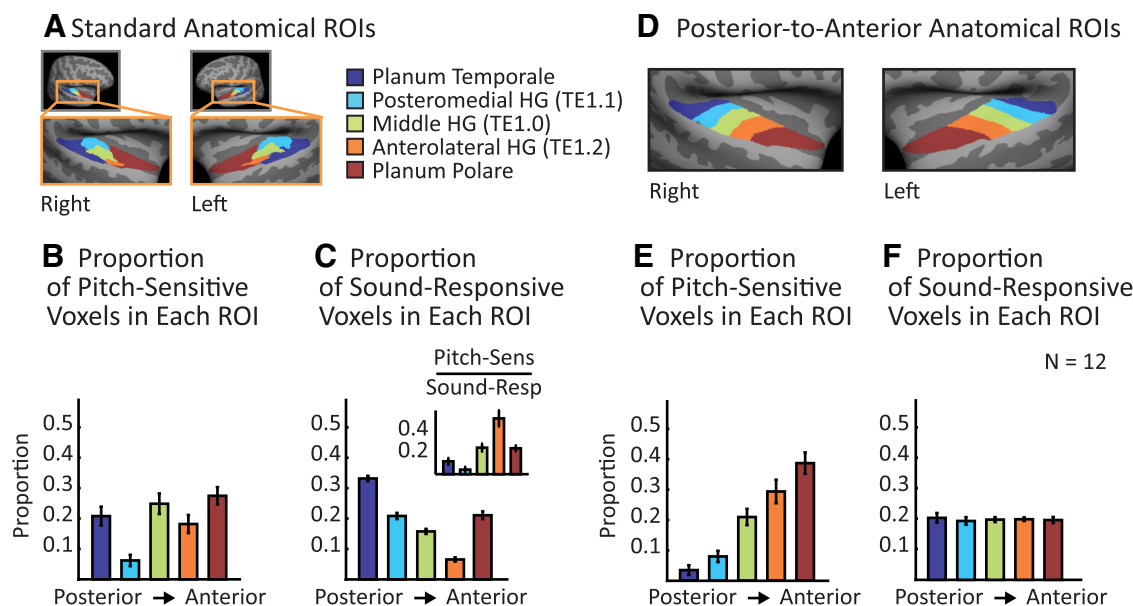 A Standard Anatomical ROIs
Planum Temporale
Posteromedial HG (TE1.1)
Middle HG (TE1.0)
Anterolateral HG (TE1.2)
Planum Polare
Right
Left
B Proportion
of Pitch-Sensitive
Voxels in Each ROI
Proportion
0.5
0.4
0.3
0.2
0.1
Posterior → Anterior
C Proportion
of Sound-Responsive
Voxels in Each ROI
Pitch-Sens
Sound-Resp
0.4
0.2
0.5
0.4
0.3
0.2
0.1
Posterior → Anterior
D Posterior-to-Anterior Anatomical ROIs
Right
Left
E Proportion
of Pitch-Sensitive
Voxels in Each ROI
0.5
0.4
0.3
0.2
0.1
Posterior → Anterior
F Proportion
of Sound-Responsive
Voxels in Each ROI
N = 12
0.5
0.4
0.3
0.2
0.1
Posterior → Anterior